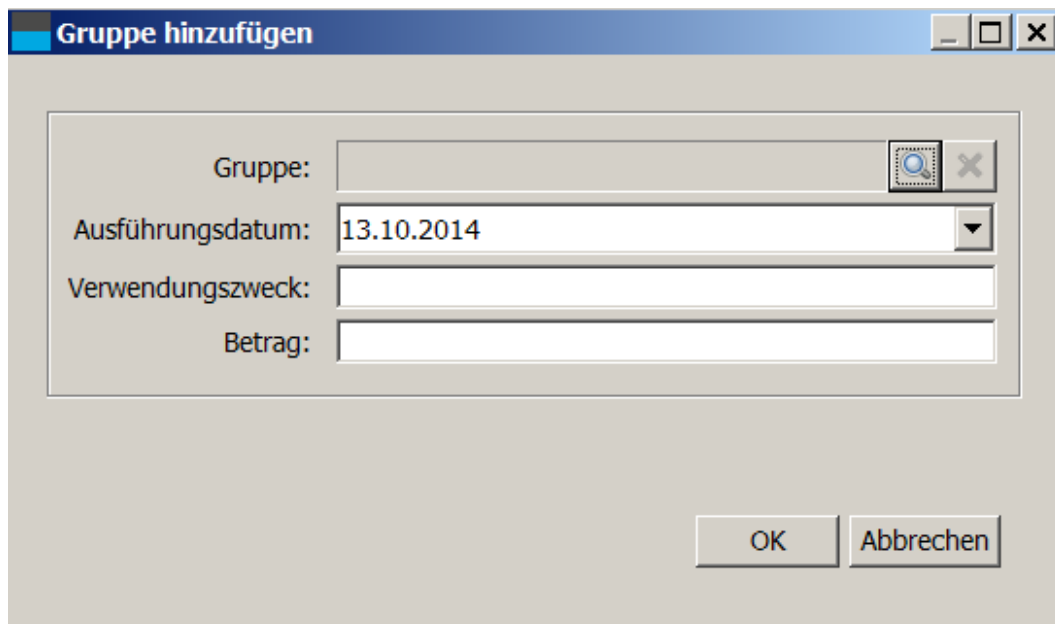 Gruppe hinzufügen
Gruppe:
Ausführungsdatum: 13.10.2014
Verwendungszweck:
Betrag:
OK Abbrechen